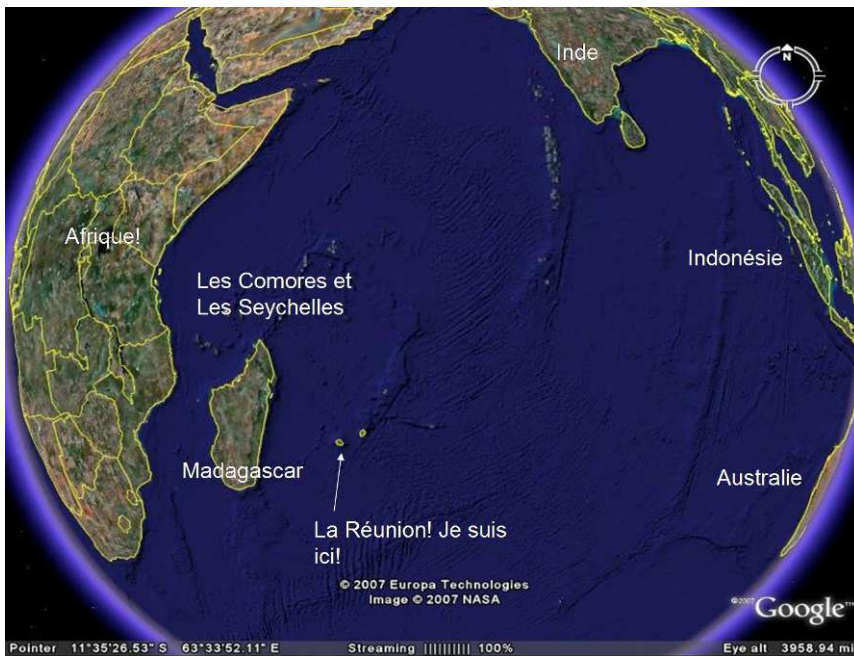 Inde
N
Afrique!
Les Comores et
Les Seychelles
Indonésie
Madagascar
Australie
La Réunion! Je suis
ici!
© 2007 Europa Technologies
Image © 2007 NASA
©2007 Google™
Pointer 11°35'26.53" S 63°33'52.11" E Streaming ||||||||| 100% Eye alt 3958.94 mi